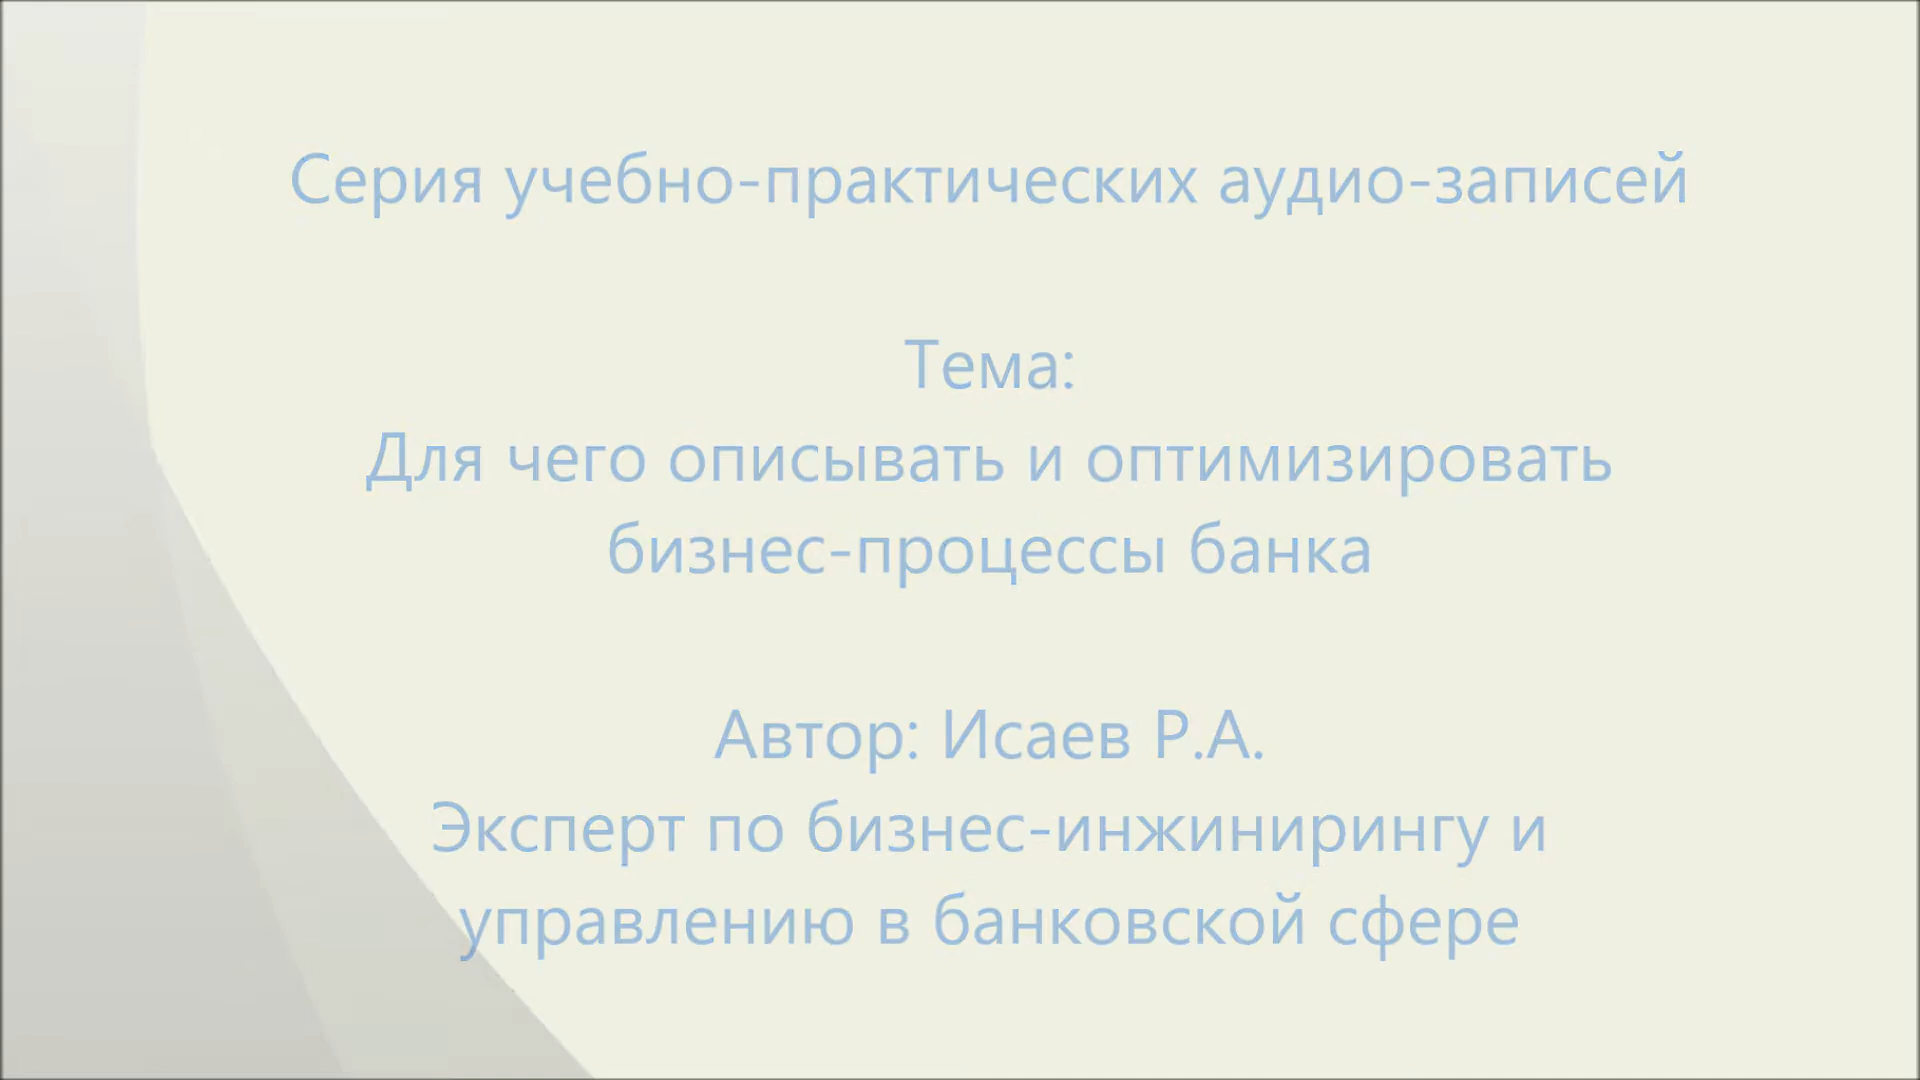 Серия учебно-практических аудио-записей
Тема:
Для чего описывать и оптимизировать
бизнес-процессы банка
Автор: Исаев Р.А.
Эксперт по бизнес-инжинирингу и
управлению в банковской сфере